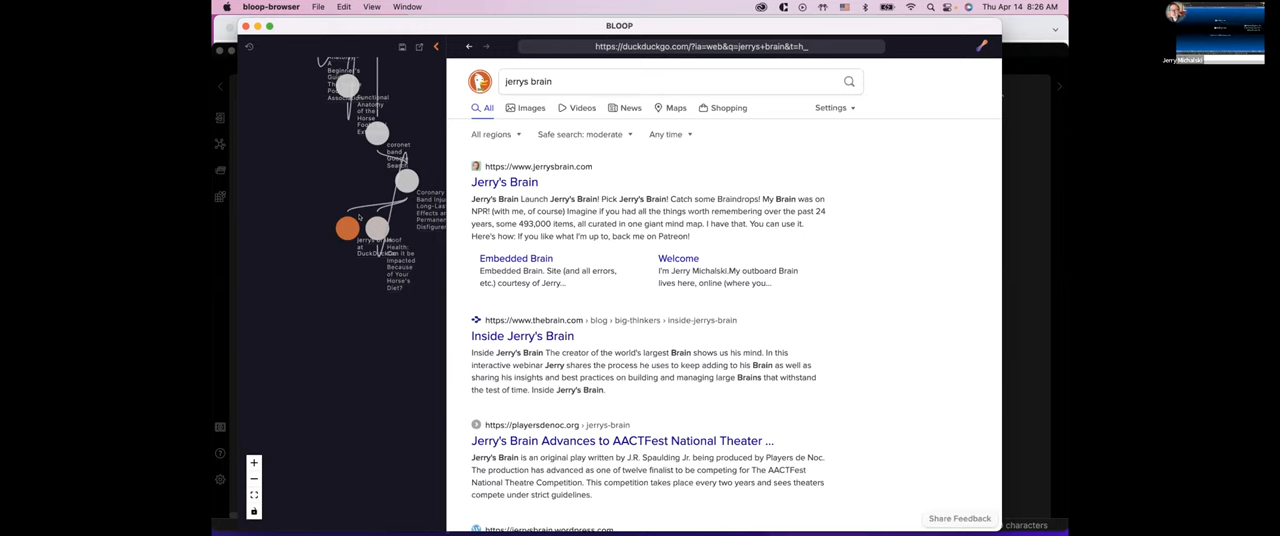 bloop-browser File Edit View Window Thu Apr 14 8:26 AM
BLOOP
https://duckduckgo.com/?ia=web&q=jerrys+brain&t=h_
jerrys brain
All Images Videos News Maps Shopping Settings
All regions Safe search: moderate Any time
https://www.jerrysbrain.com
Jerry's Brain
Jerry's Brain Launch Jerry's Brain! Pick Jerry's Brain! Catch some Braindrops! My Brain was on
NPR! (with me, of course) Imagine if you had all the things worth remembering over the past 24
years, some 493,000 items, all curated in one giant mind map. I have that. You can use it.
Here's how: If you like what I'm up to, back me on Patreon!
Embedded Brain Welcome
Embedded Brain. Site (and all errors, I'm Jerry Michalski.My outboard Brain
etc.) courtesy of Jerry... lives here, online (where you...
https://www.thebrain.com › blog › big-thinkers › inside-jerrys-brain
Inside Jerry's Brain
Inside Jerry's Brain The creator of the world's largest Brain shows us his mind. In this
interactive webinar Jerry shares the process he uses to keep adding to his Brain as well as
sharing his insights and best practices on building and managing large Brains that withstand
the test of time. Inside Jerry's Brain.
https://playersdenoc.org › jerrys-brain
Jerry's Brain Advances to AACTFest National Theater ...
Jerry's Brain is an original play written by J.R. Spaulding Jr. being produced by Players de Noc.
The production has advanced as one of twelve finalist to be competing for The AACTFest
National Theatre Competition. This competition takes place every two years and sees theaters
compete under strict guidelines.
https://jerrysbrain.wordpress.com
Share Feedback
characters
A
Beginner's
Functional
Anatomy
of the
Horse
coronet
band
Search
Coronary
Band Injur
Long-Las
Effects a
Permane
Disfigure
at
Hoof
Health:
Can it be
Impacted
Because
of Your
Horse's
Diet?
Jerry Michalski